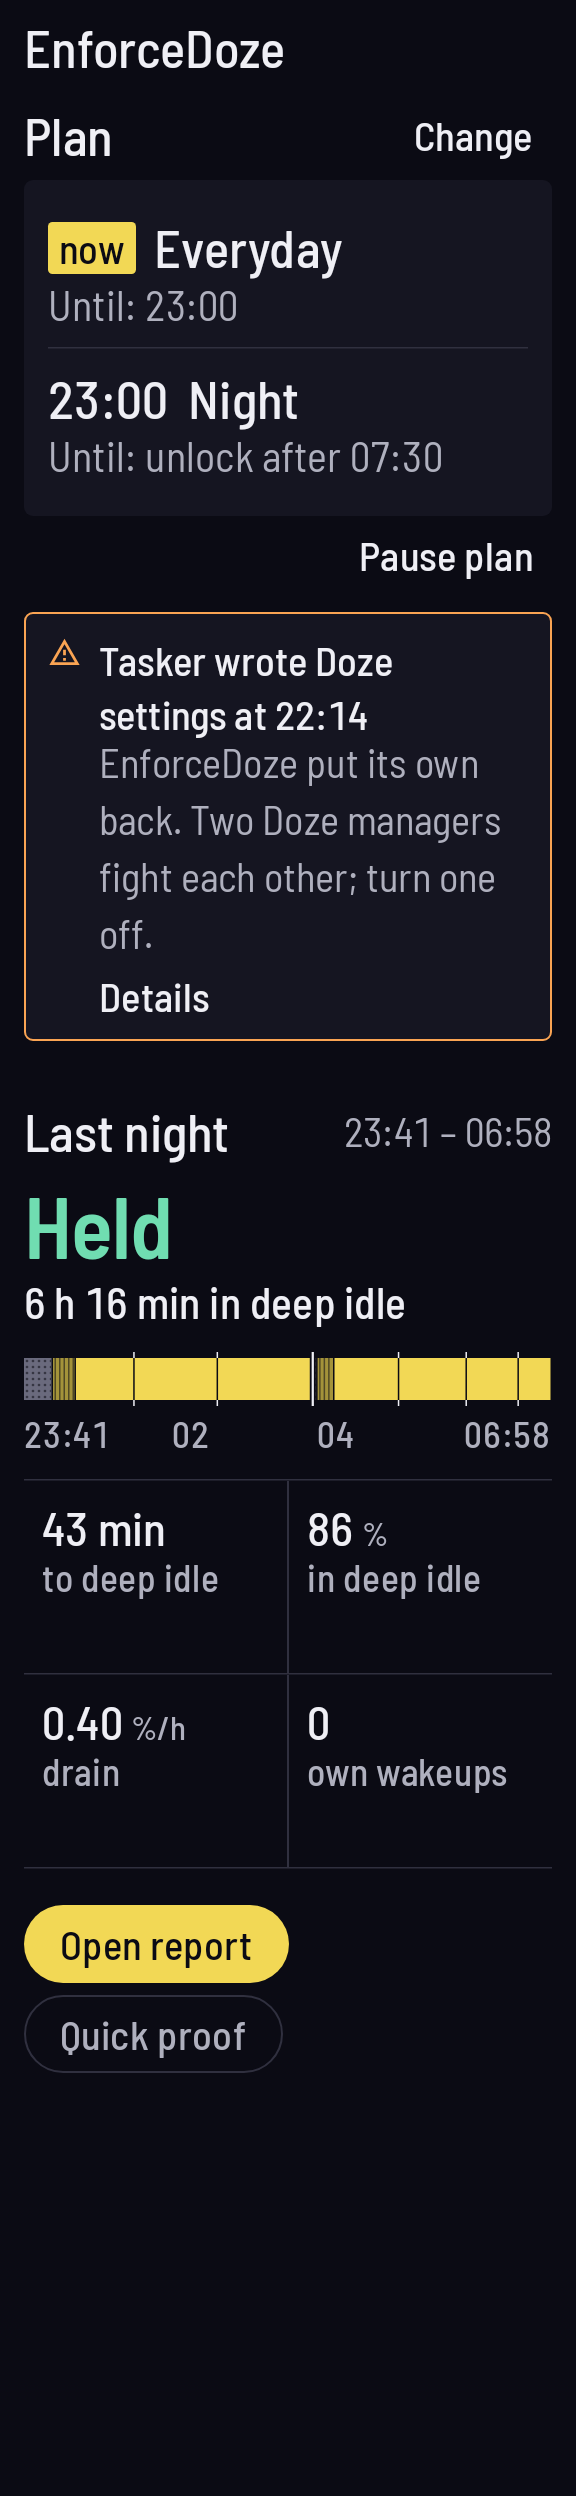 EnforceDoze
Plan
Change
now Everyday
Until: 23:00
23:00 Night
Until: unlock after 07:30
Pause plan
Tasker wrote Doze
settings at 22:14
EnforceDoze put its own
back. Two Doze managers
fight each other; turn one
off.
Details
Last night
23:41 – 06:58
Held
6 h 16 min in deep idle
23:41 02 04 06:58
43 min
to deep idle
86 %
in deep idle
0.40 %/h
drain
0
own wakeups
Open report
Quick proof